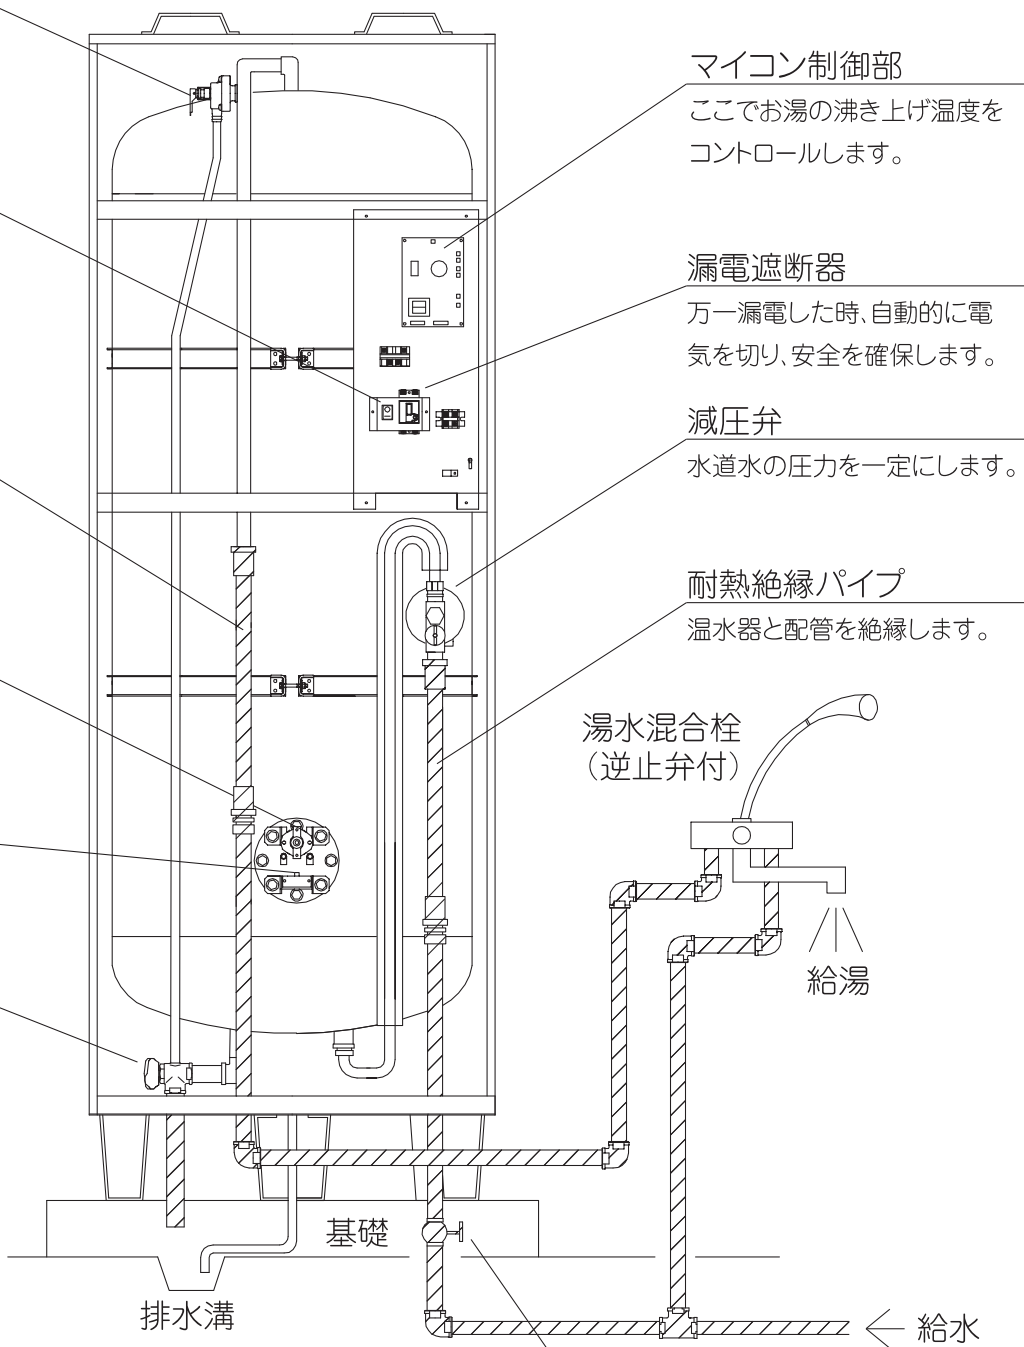 マイコン制御部
ここでお湯の沸き上げ温度を
コントロールします。
漏電遮断器
万一漏電した時、自動的に電
気を切り、安全を確保します。
減圧弁
水道水の圧力を一定にします。
耐熱絶縁パイプ
温水器と配管を絶縁します。
湯水混合栓
（逆止弁付）
給湯
基礎
排水溝
給水